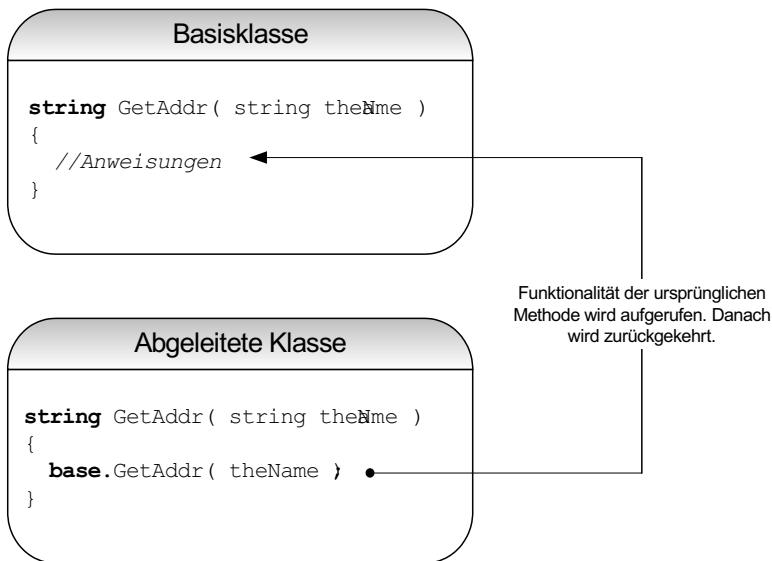 Basisklasse
string GetAddr( string theName )
{
//Anweisungen
}
Funktionalität der ursprünglichen
Methode wird aufgerufen. Danach
wird zurückgekehrt.
Abgeleitete Klasse
string GetAddr( string theName )
{
base.GetAddr( theName );
}